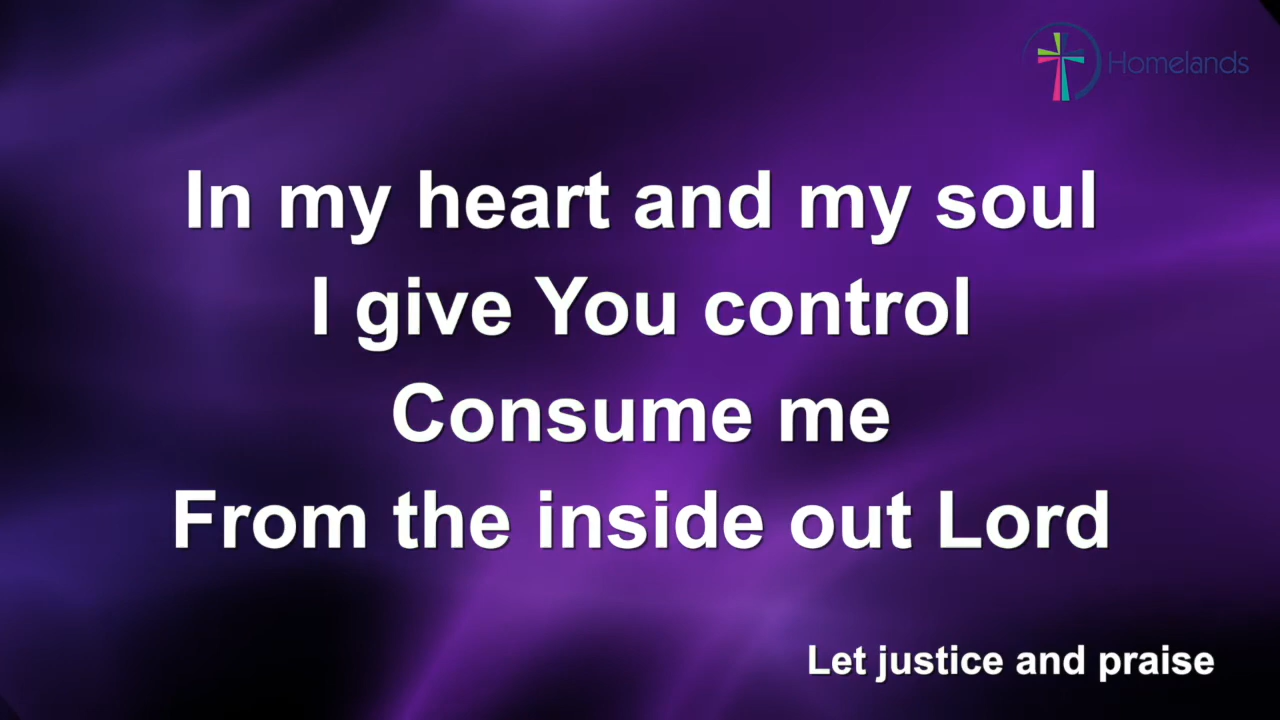 Homelands
In my heart and my soul
I give You control
Consume me
From the inside out Lord
Let justice and praise